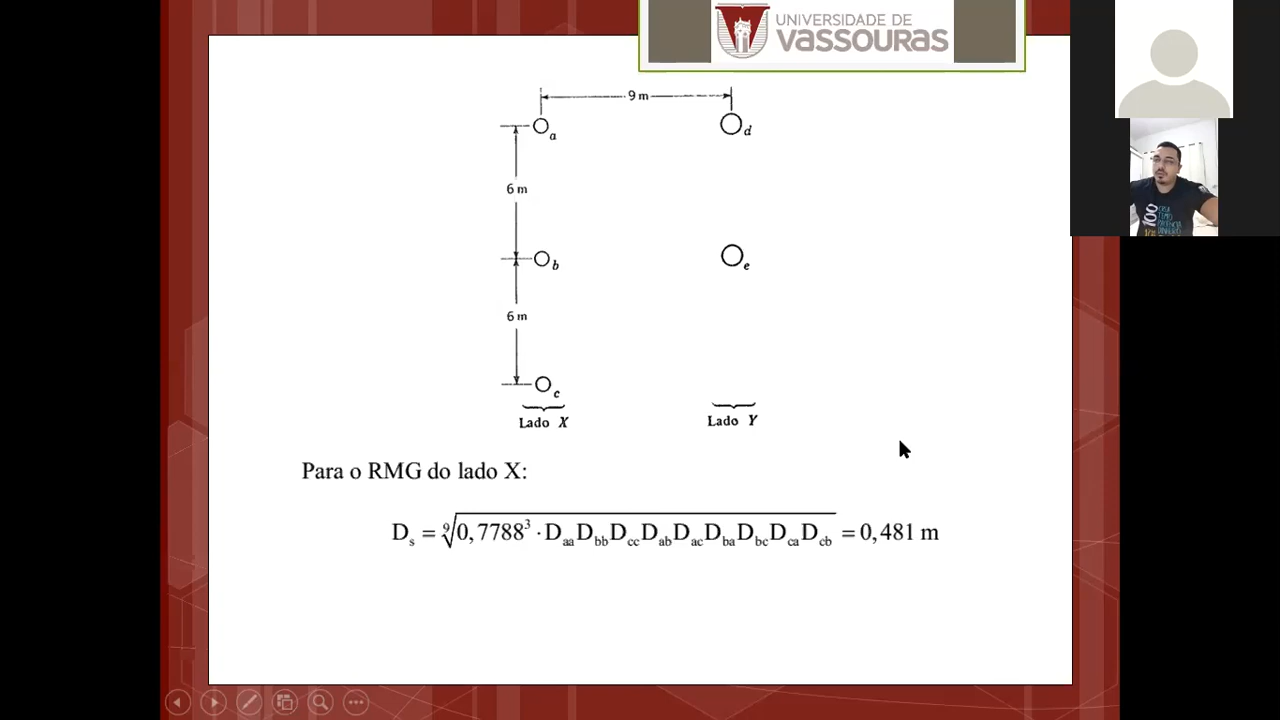 UNIVERSIDADE DE
VASSOURAS
9 m
a
d
6 m
b
e
6 m
c
Lado X
Lado Y
Para o RMG do lado X:
D_s = ⁹√(0,7788³ · D_aa D_bb D_cc D_ab D_ac D_ba D_bc D_ca D_cb) = 0,481 m
100